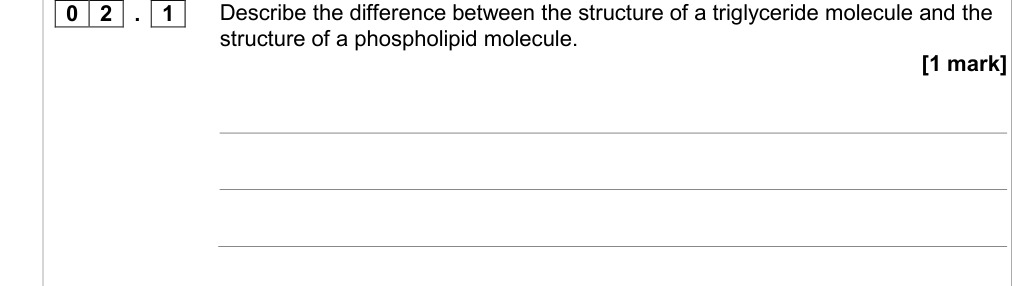 0 2 . 1 Describe the difference between the structure of a triglyceride molecule and the
structure of a phospholipid molecule.
[1 mark]